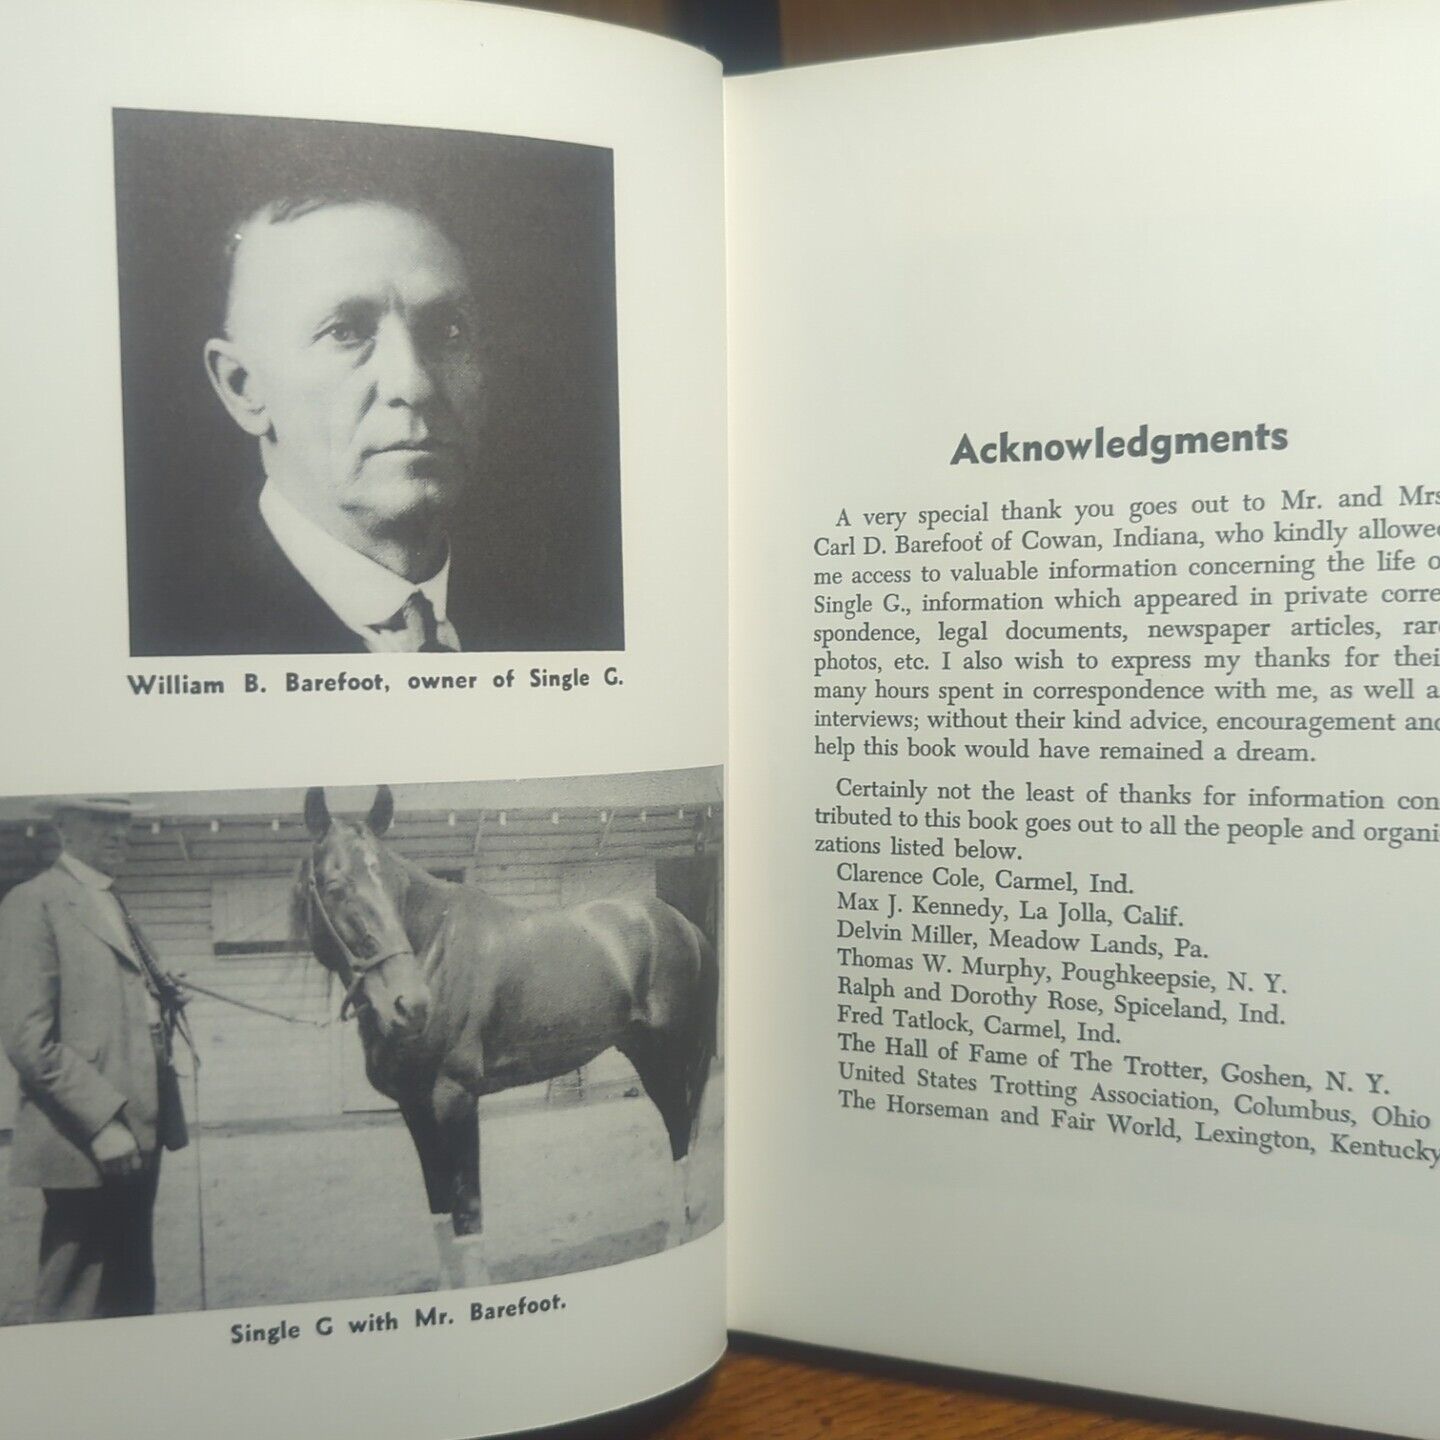 William B. Barefoot, owner of Single G.
Single G with Mr. Barefoot.
Acknowledgments
A very special thank you goes out to Mr. and Mrs
Carl D. Barefoot of Cowan, Indiana, who kindly allowe
me access to valuable information concerning the life o
Single G., information which appeared in private corre
spondence, legal documents, newspaper articles, rar
photos, etc. I also wish to express my thanks for thei
many hours spent in correspondence with me, as well a
interviews; without their kind advice, encouragement and
help this book would have remained a dream.
Certainly not the least of thanks for information con
tributed to this book goes out to all the people and organi
zations listed below.
Clarence Cole, Carmel, Ind.
Max J. Kennedy, La Jolla, Calif.
Delvin Miller, Meadow Lands, Pa.
Thomas W. Murphy, Poughkeepsie, N. Y.
Ralph and Dorothy Rose, Spiceland, Ind.
Fred Tatlock, Carmel, Ind.
The Hall of Fame of The Trotter, Goshen, N. Y.
United States Trotting Association, Columbus, Ohio
The Horseman and Fair World, Lexington, Kentucky